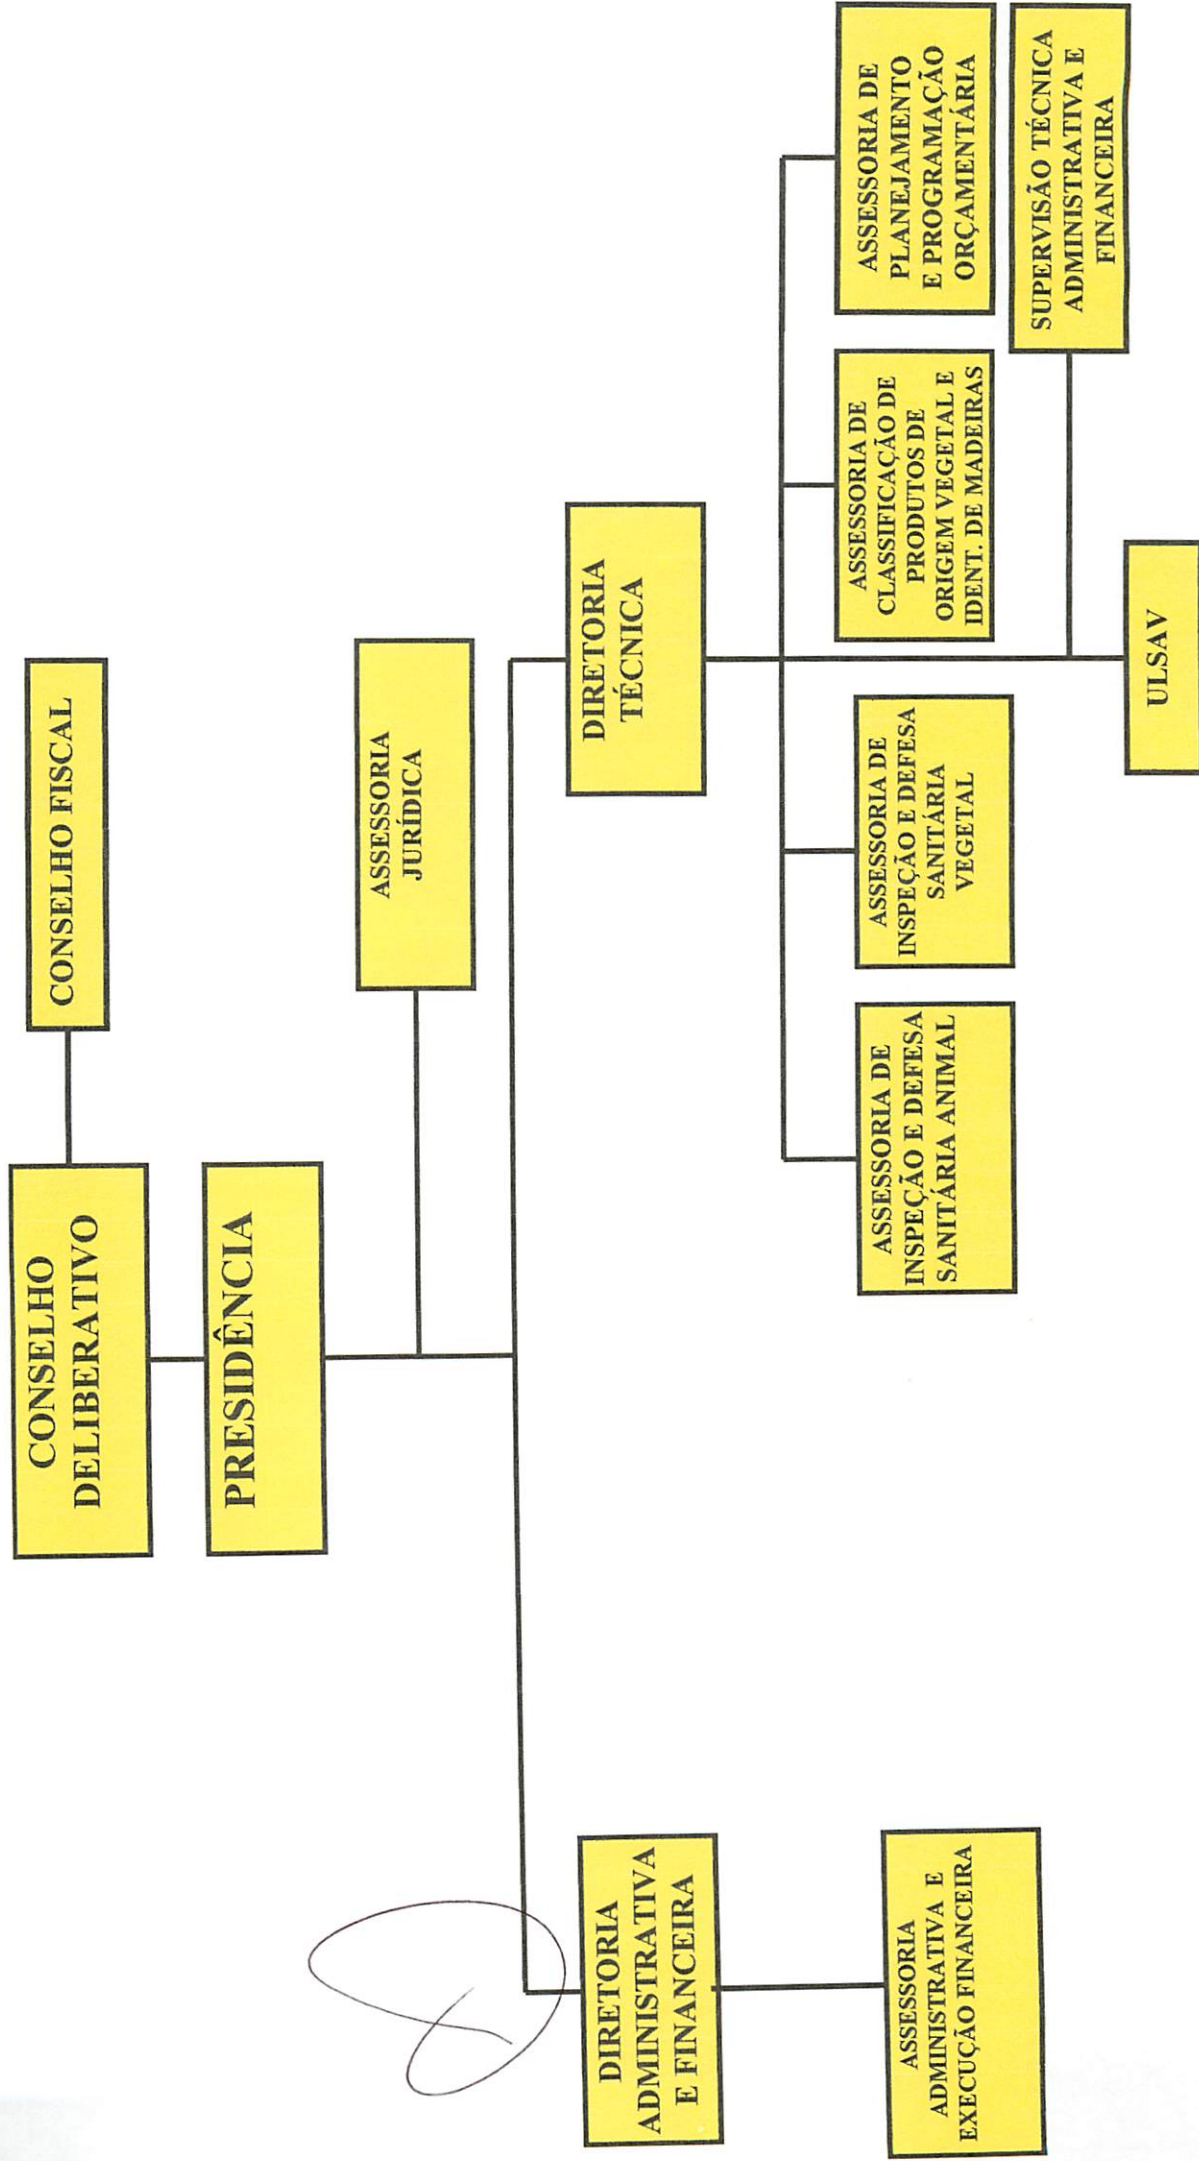 CONSELHO
DELIBERATIVO
CONSELHO FISCAL
PRESIDÊNCIA
ASSESSORIA
JURÍDICA
DIRETORIA
ADMINISTRATIVA
E FINANCEIRA
DIRETORIA
TÉCNICA
ASSESSORIA
ADMINISTRATIVA E
EXECUÇÃO FINANCEIRA
ASSESSORIA DE
INSPEÇÃO E DEFESA
SANITÁRIA ANIMAL
ASSESSORIA DE
INSPEÇÃO E DEFESA
SANITÁRIA
VEGETAL
ASSESSORIA DE
CLASSIFICAÇÃO DE
PRODUTOS DE
ORIGEM VEGETAL E
IDENT. DE MADEIRAS
ASSESSORIA DE
PLANEJAMENTO
E PROGRAMAÇÃO
ORÇAMENTÁRIA
SUPERVISÃO TÉCNICA
ADMINISTRATIVA E
FINANCEIRA
ULSAV